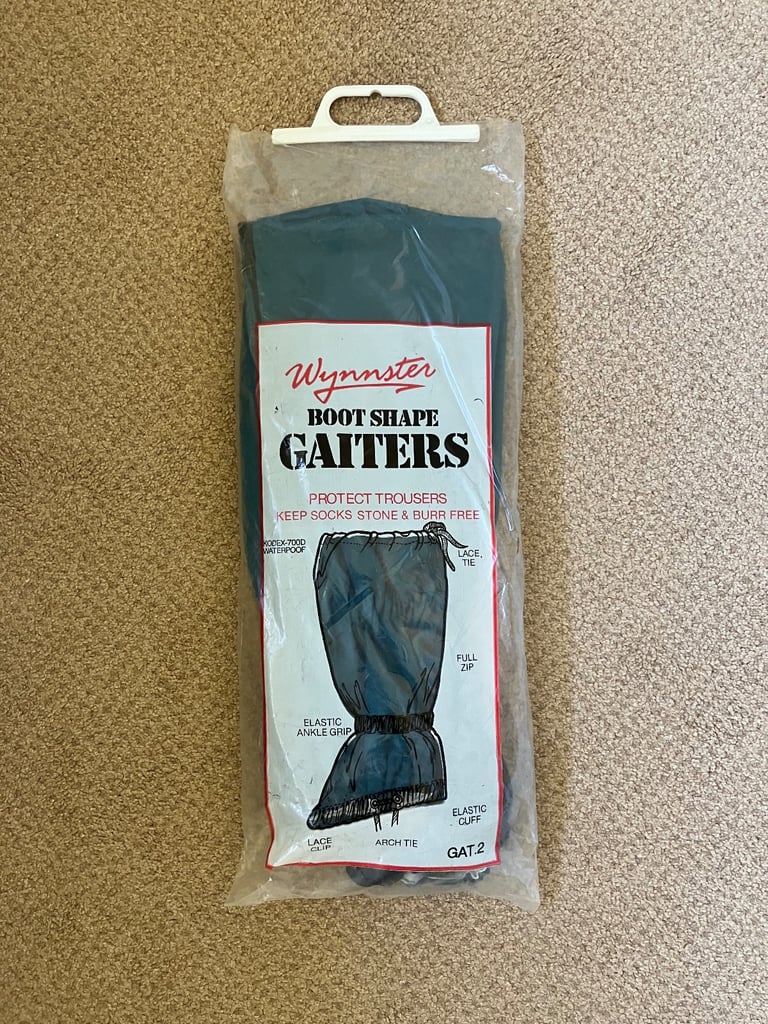 Wynnster
BOOT SHAPE
GAITERS
PROTECT TROUSERS
KEEP SOCKS STONE & BURR FREE
KODEX-700D
WATERPOOF
LACE
TIE
FULL
ZIP
ELASTIC
ANKLE GRIP
ELASTIC
CUFF
LACE
CLIP
ARCH TIE
GAT.2